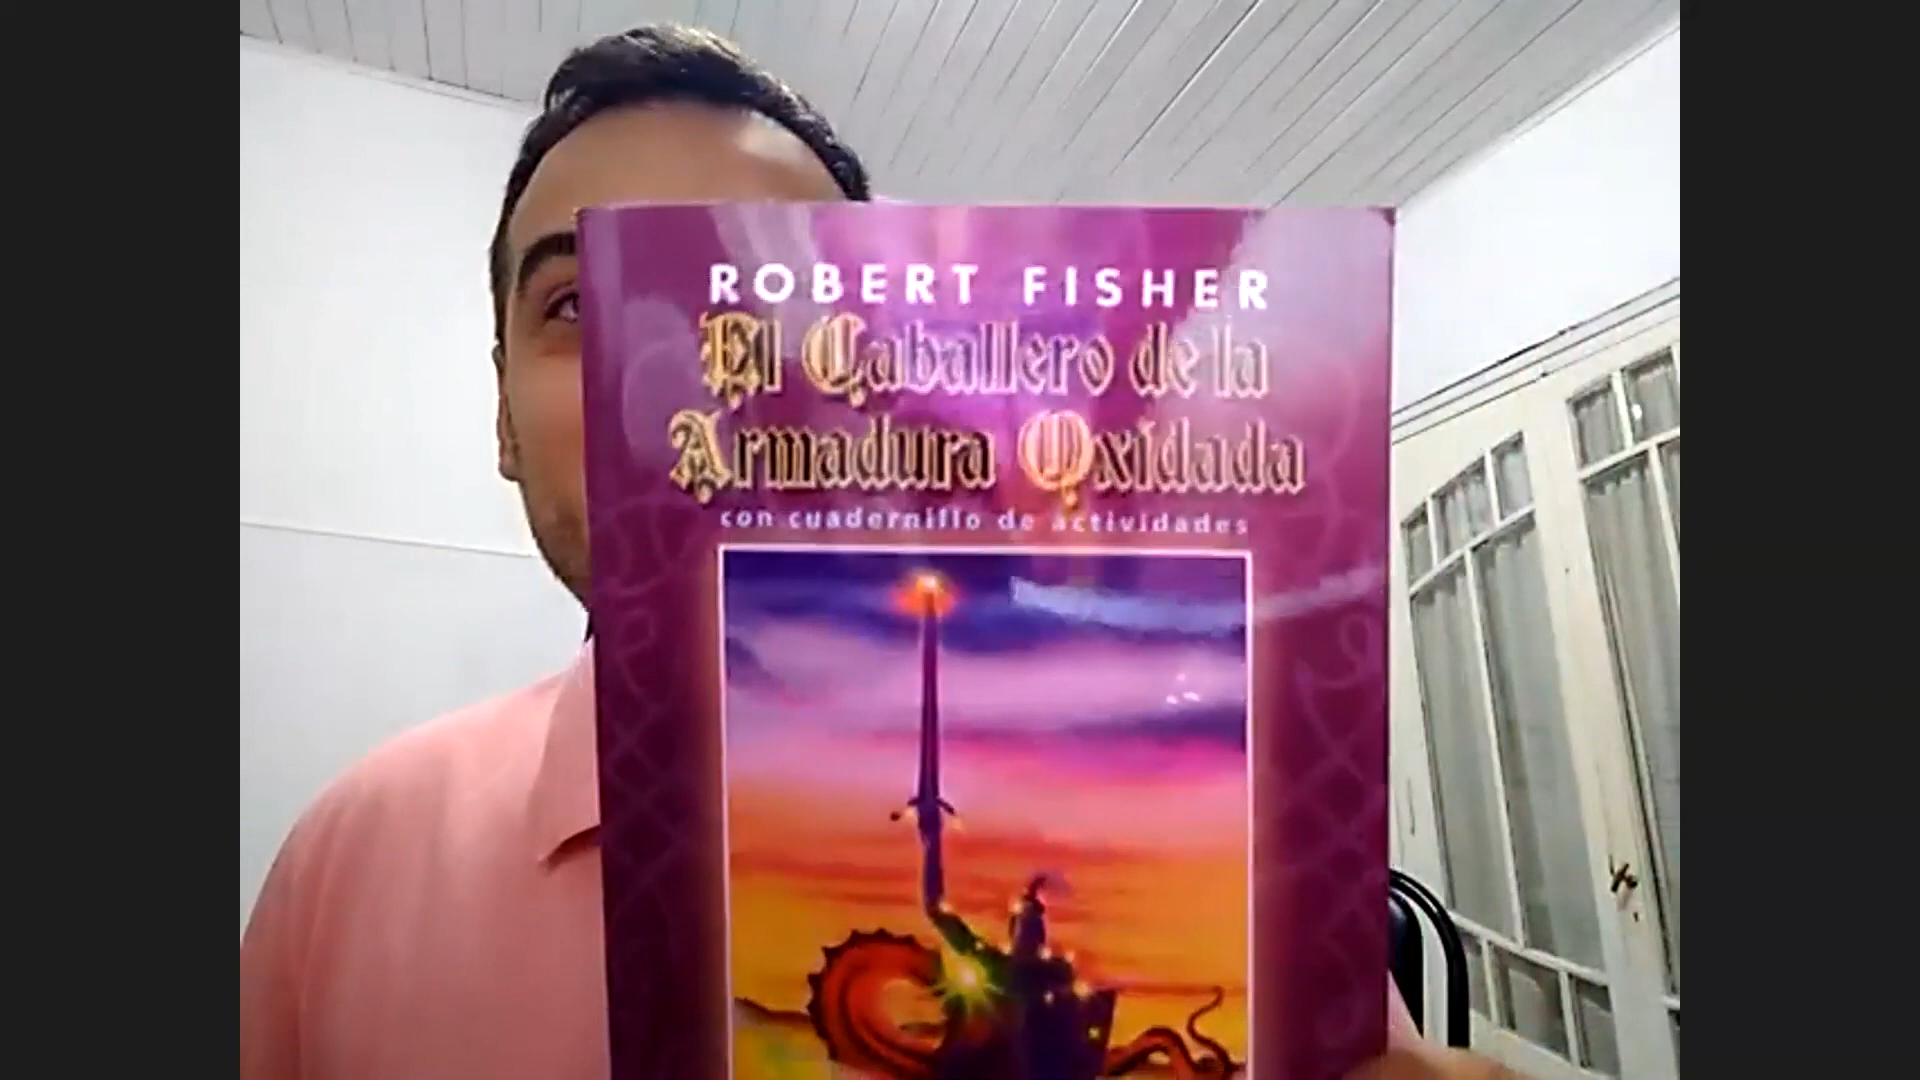 ROBERT FISHER
El Caballero de la
Armadura Oxidada
con cuadernillo de actividades